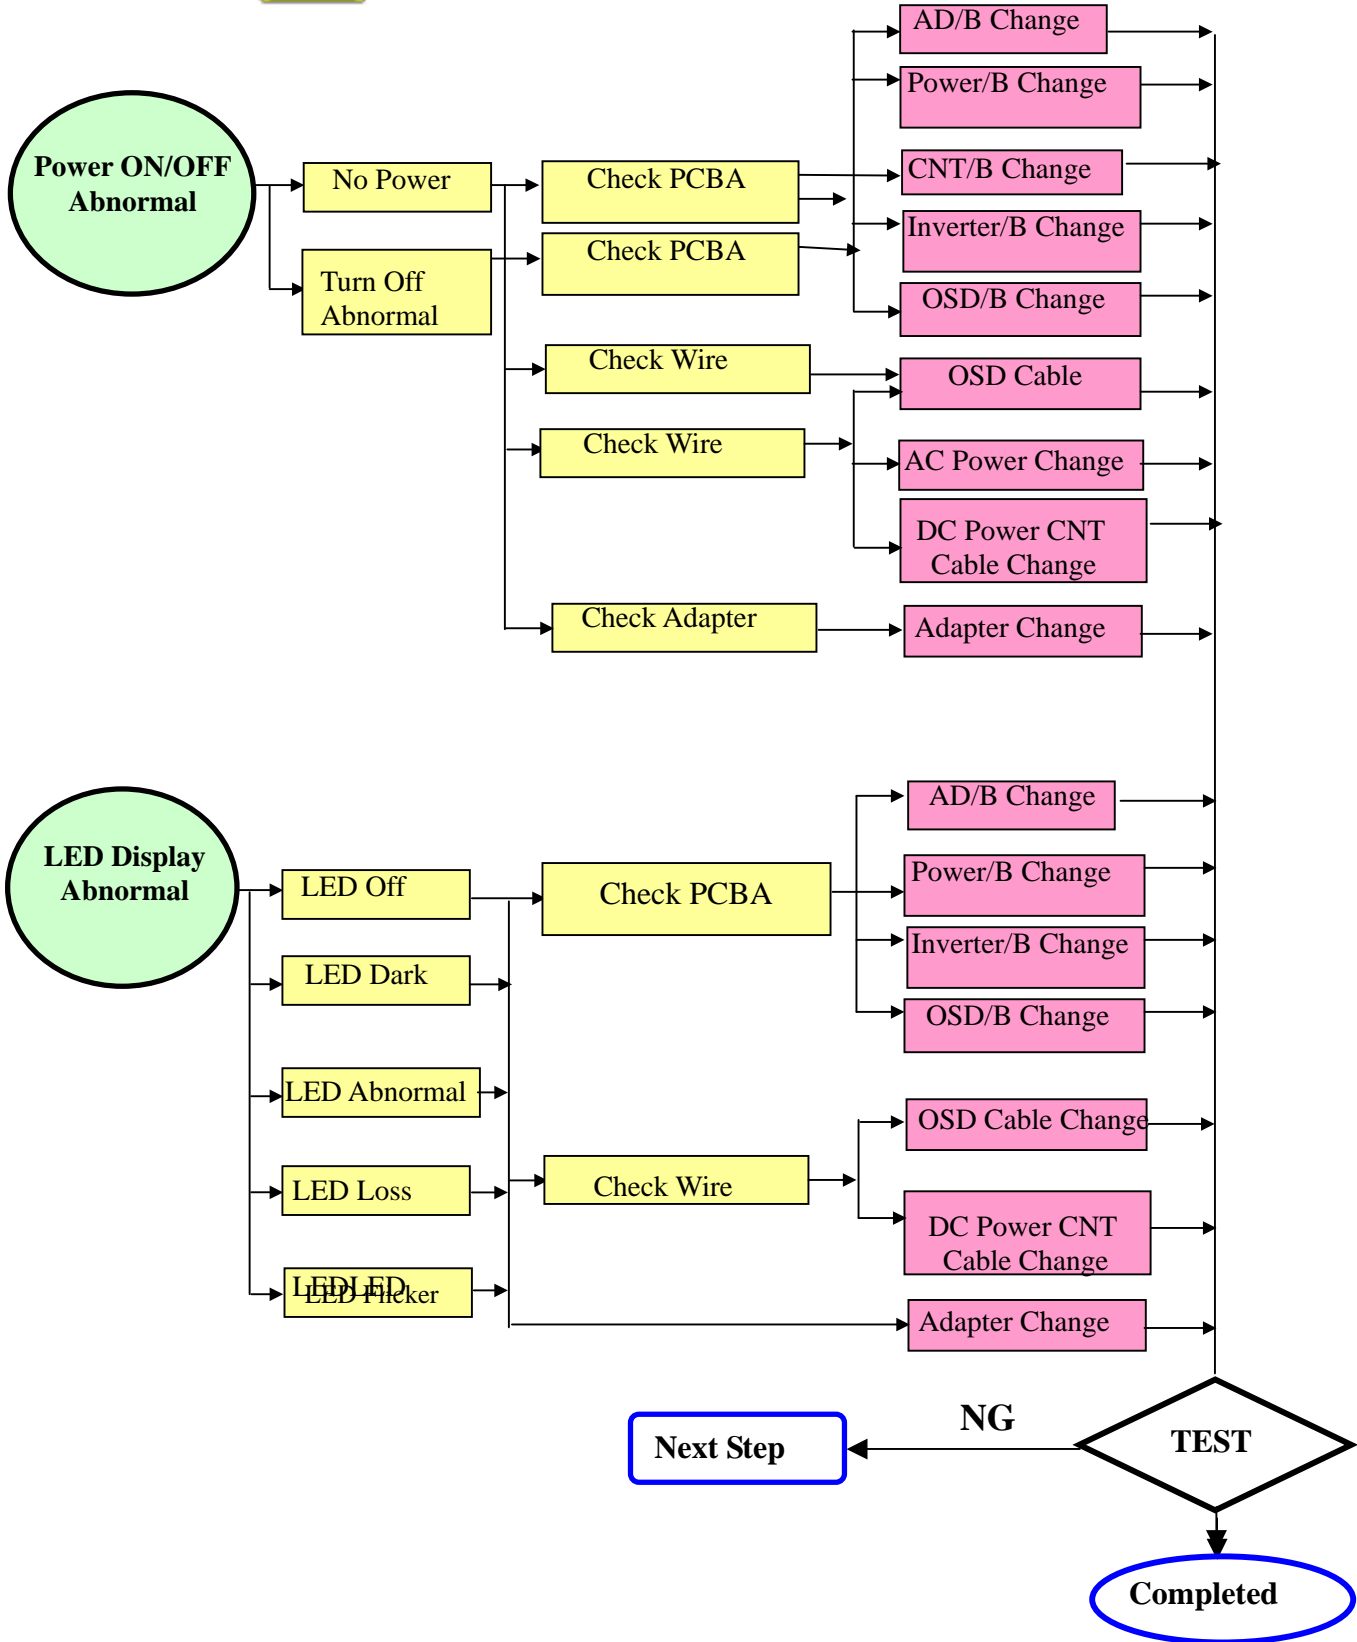 AD/B Change
Power/B Change
Power ON/OFF
Abnormal
No Power
Check PCBA
CNT/B Change
Inverter/B Change
Turn Off
Abnormal
Check PCBA
OSD/B Change
Check Wire
OSD Cable
Check Wire
AC Power Change
DC Power CNT
Cable Change
Check Adapter
Adapter Change
AD/B Change
LED Display
Abnormal
LED Off
Check PCBA
Power/B Change
Inverter/B Change
LED Dark
OSD/B Change
LED Abnormal
OSD Cable Change
LED Loss
Check Wire
DC Power CNT
Cable Change
LEDLED
LED Flicker
Adapter Change
NG
Next Step
TEST
Completed